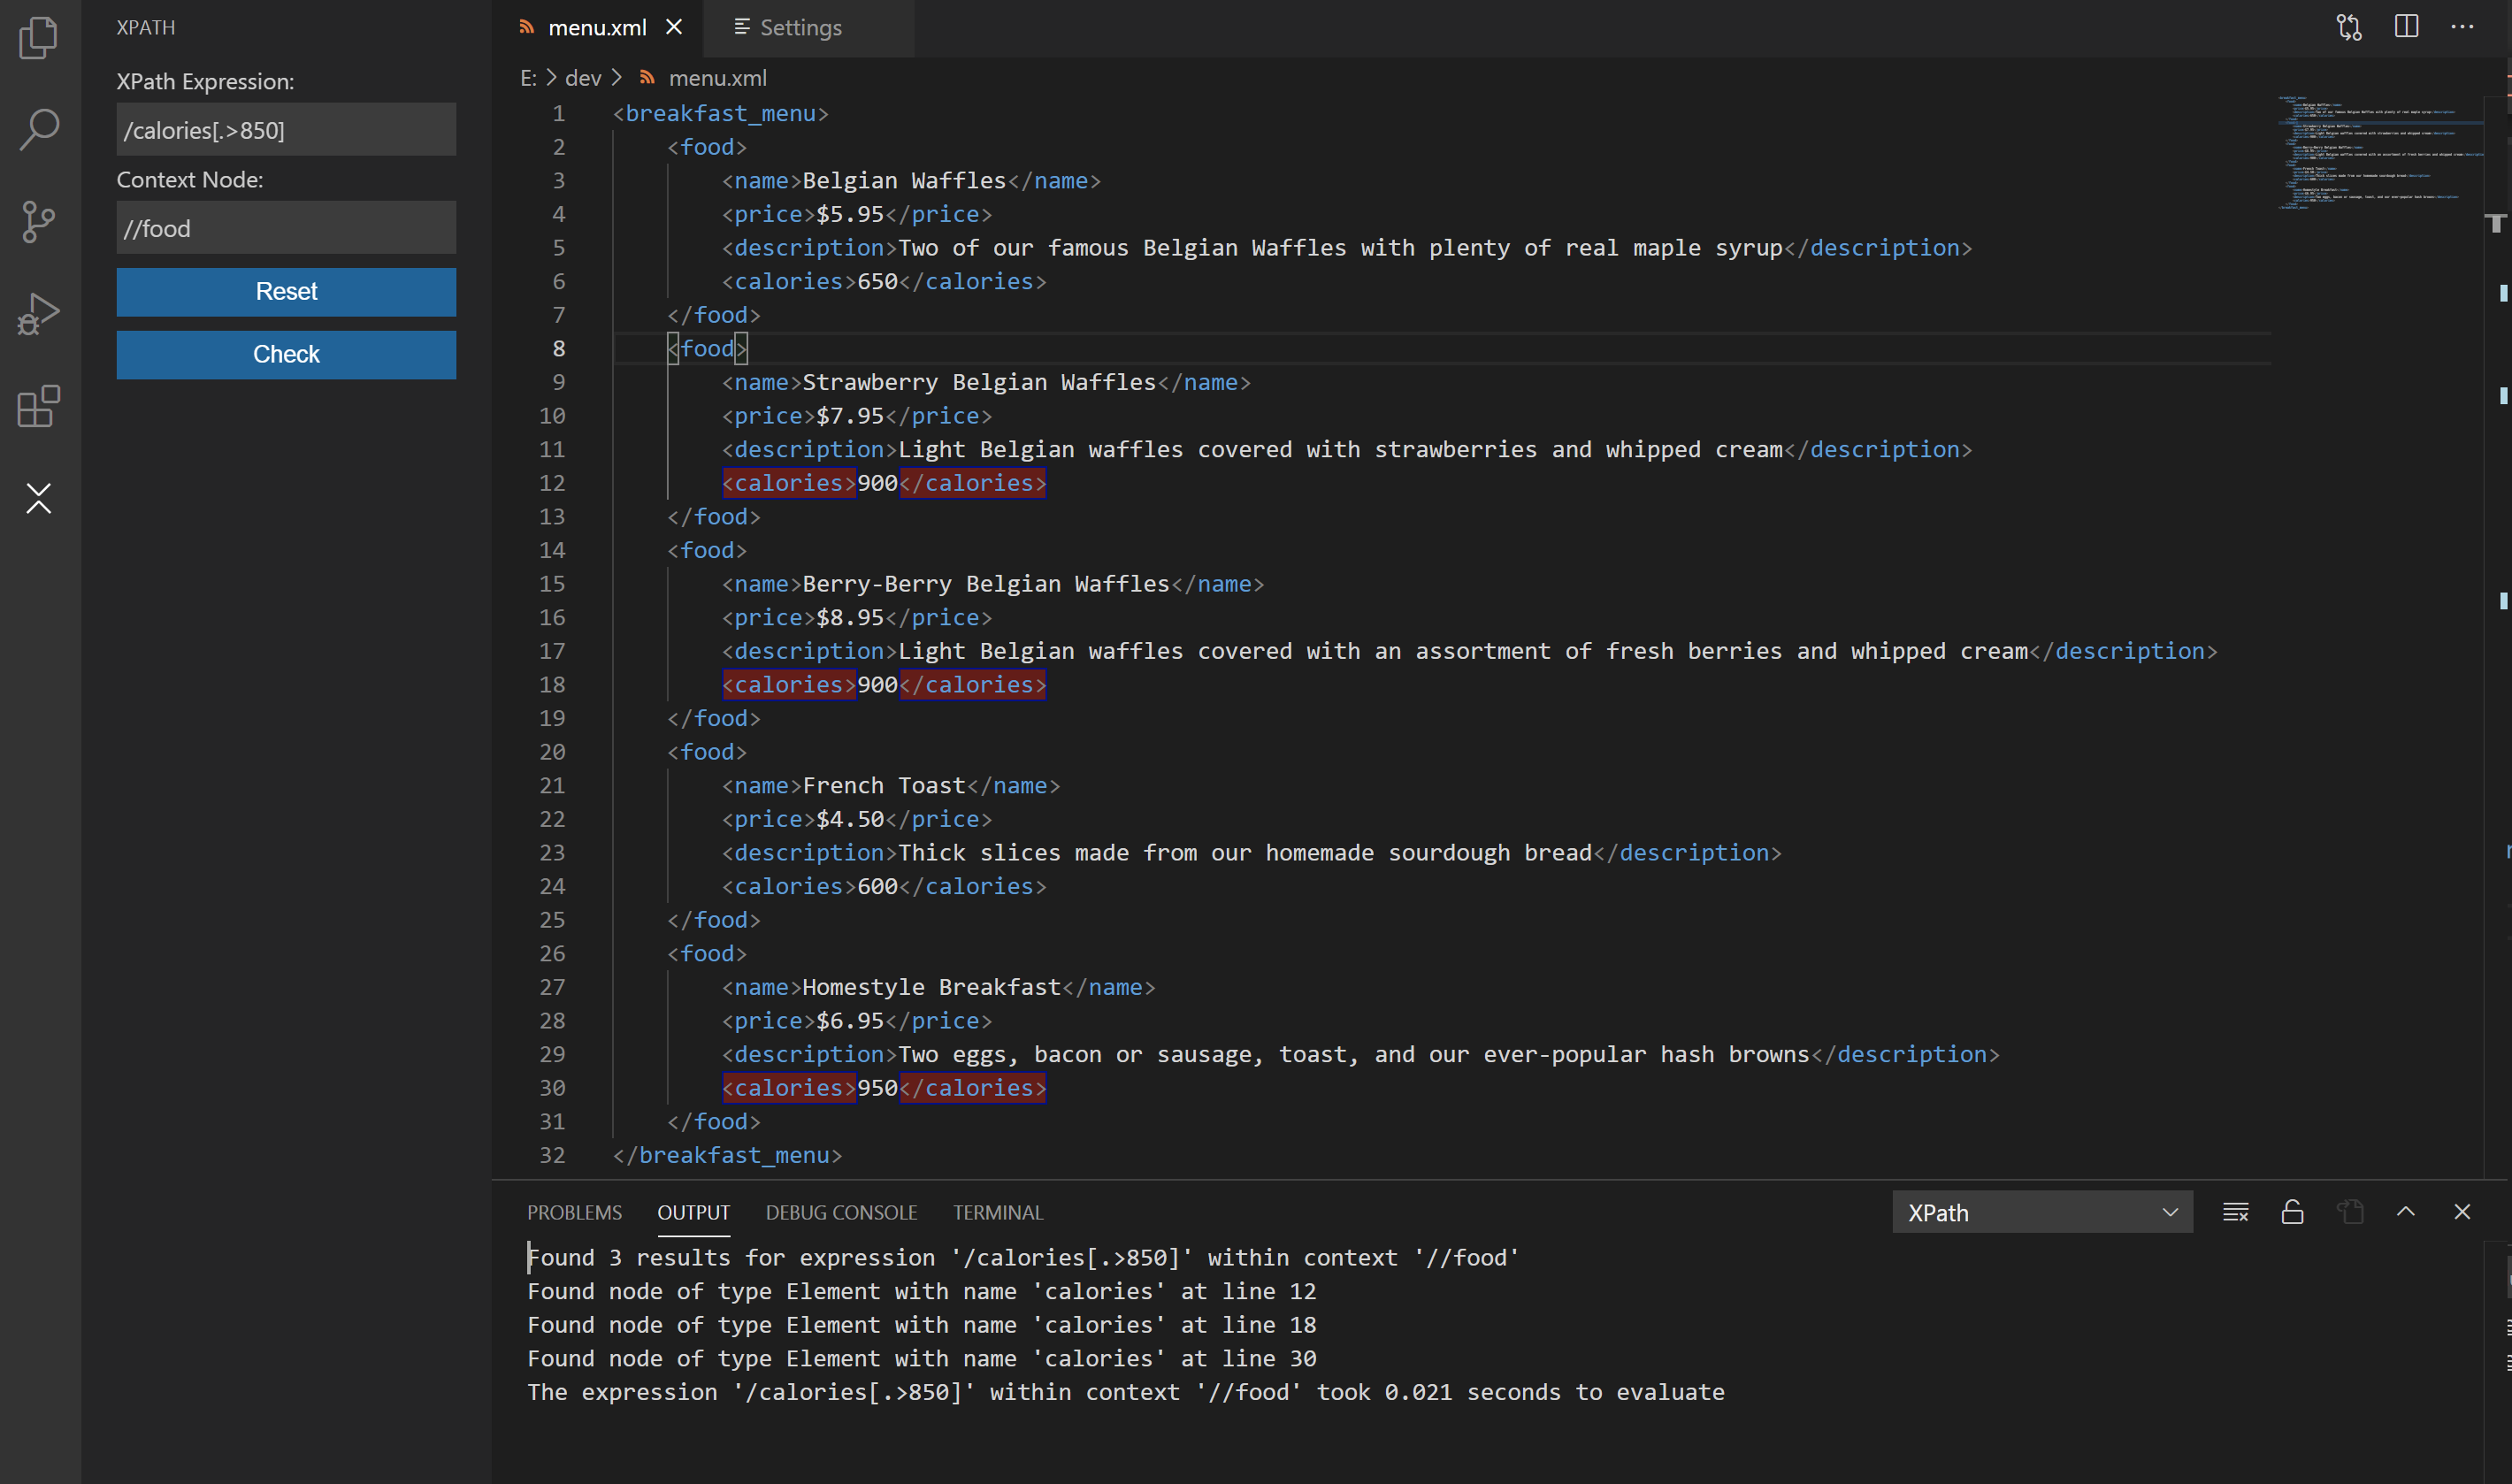 XPATH
XPath Expression:
/calories[.>850]
Context Node:
//food
Reset
Check
menu.xml
Settings
E: > dev > menu.xml
1 <breakfast_menu>
2 <food>
3 <name>Belgian Waffles</name>
4 <price>$5.95</price>
5 <description>Two of our famous Belgian Waffles with plenty of real maple syrup</description>
6 <calories>650</calories>
7 </food>
8 <food>
9 <name>Strawberry Belgian Waffles</name>
10 <price>$7.95</price>
11 <description>Light Belgian waffles covered with strawberries and whipped cream</description>
12 <calories>900</calories>
13 </food>
14 <food>
15 <name>Berry-Berry Belgian Waffles</name>
16 <price>$8.95</price>
17 <description>Light Belgian waffles covered with an assortment of fresh berries and whipped cream</description>
18 <calories>900</calories>
19 </food>
20 <food>
21 <name>French Toast</name>
22 <price>$4.50</price>
23 <description>Thick slices made from our homemade sourdough bread</description>
24 <calories>600</calories>
25 </food>
26 <food>
27 <name>Homestyle Breakfast</name>
28 <price>$6.95</price>
29 <description>Two eggs, bacon or sausage, toast, and our ever-popular hash browns</description>
30 <calories>950</calories>
31 </food>
32 </breakfast_menu>
PROBLEMS OUTPUT DEBUG CONSOLE TERMINAL XPath
Found 3 results for expression '/calories[.>850]' within context '//food'
Found node of type Element with name 'calories' at line 12
Found node of type Element with name 'calories' at line 18
Found node of type Element with name 'calories' at line 30
The expression '/calories[.>850]' within context '//food' took 0.021 seconds to evaluate